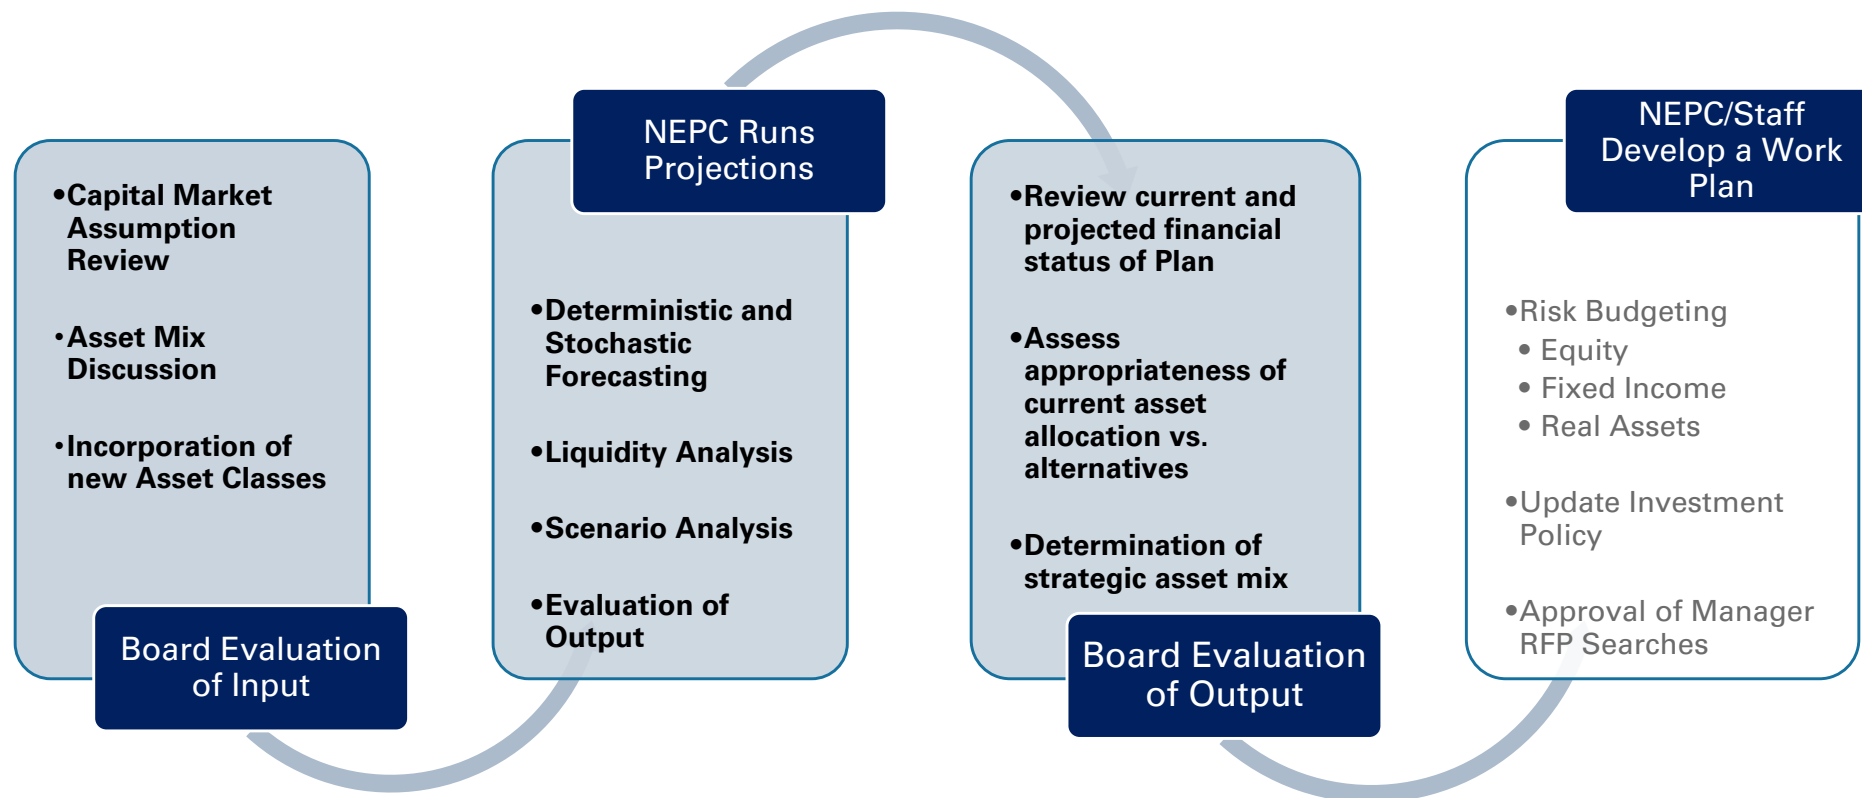 •Capital Market
Assumption
Review
•Asset Mix
Discussion
•Incorporation of
new Asset Classes
Board Evaluation
of Input
NEPC Runs
Projections
•Deterministic and
Stochastic
Forecasting
•Liquidity Analysis
•Scenario Analysis
•Evaluation of
Output
•Review current and
projected financial
status of Plan
•Assess
appropriateness of
current asset
allocation vs.
alternatives
•Determination of
strategic asset mix
Board Evaluation
of Output
NEPC/Staff
Develop a Work
Plan
•Risk Budgeting
• Equity
• Fixed Income
• Real Assets
•Update Investment
Policy
•Approval of Manager
RFP Searches